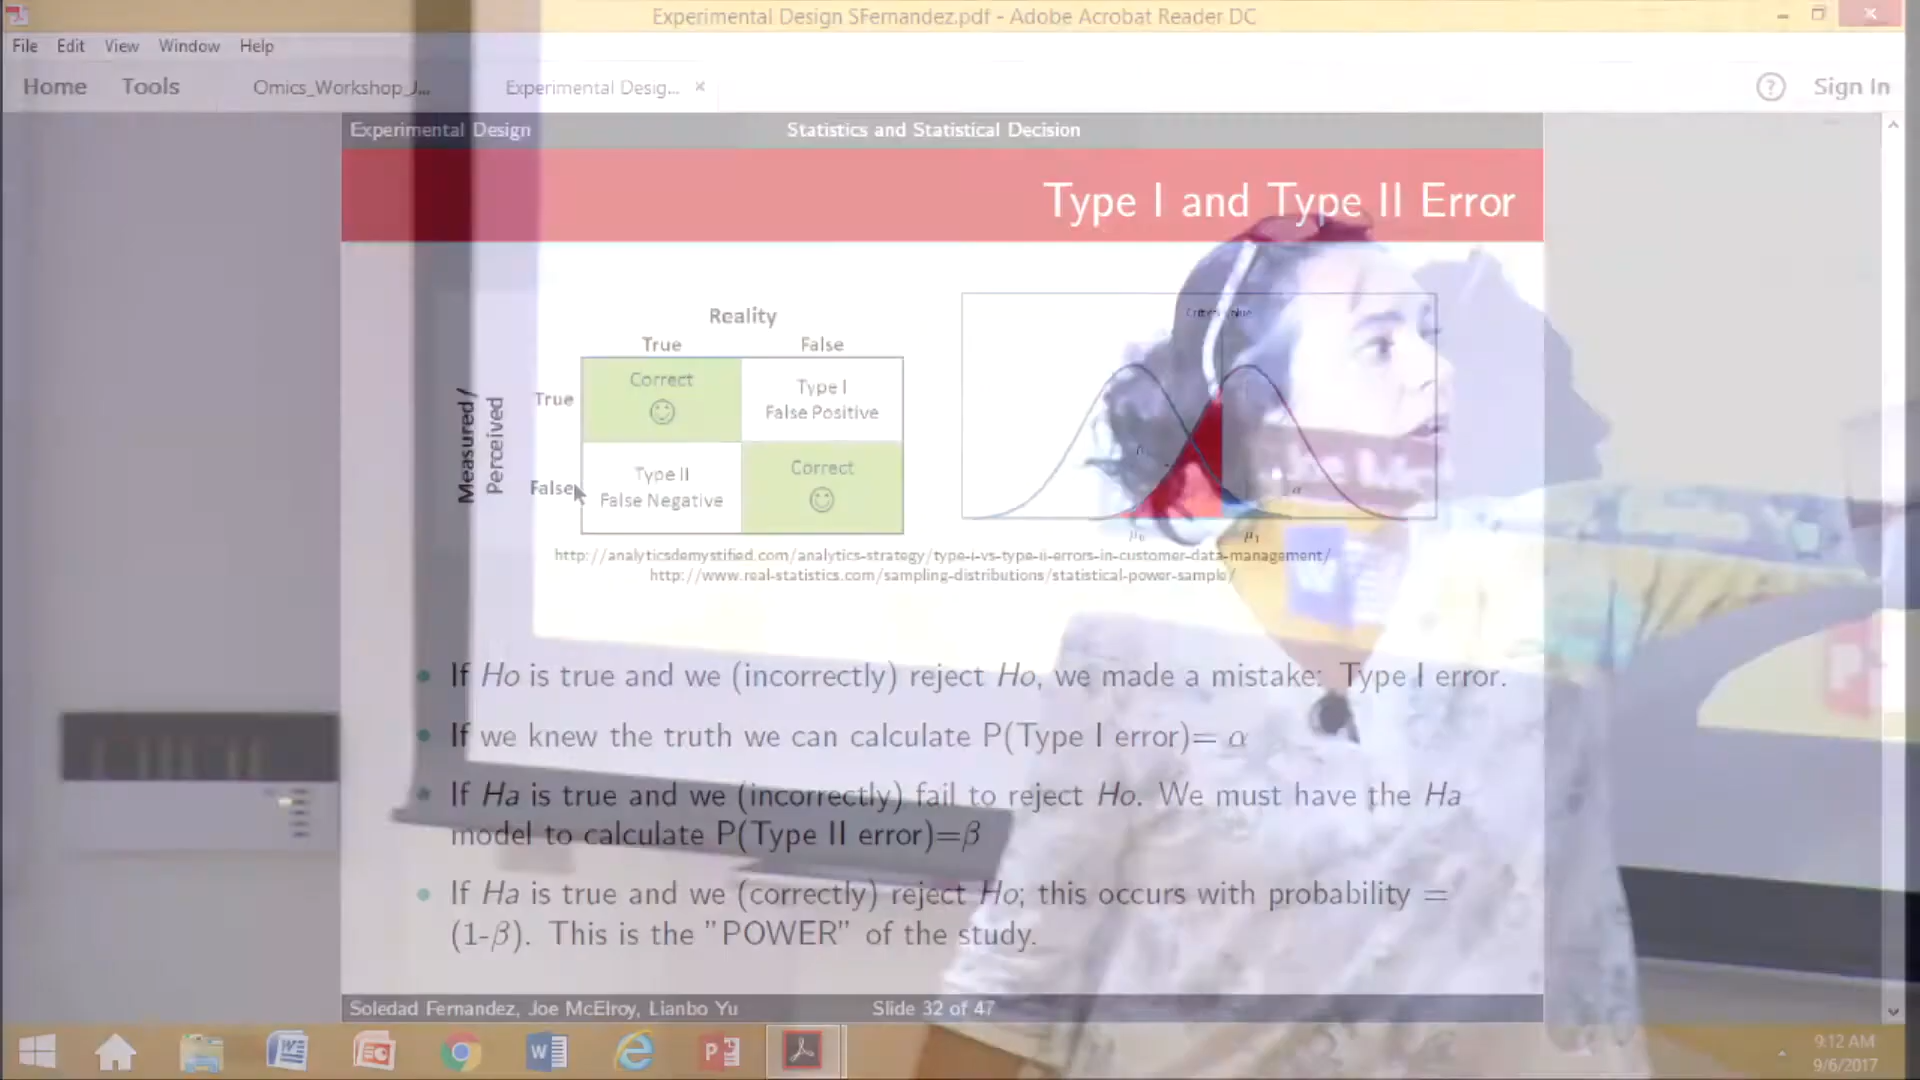 Experimental Design SFernandez.pdf - Adobe Acrobat Reader DC
File Edit View Window Help
Home Tools Omics_Workshop_J... Experimental Desig... × ? Sign In
Experimental Design Statistics and Statistical Decision
Type I and Type II Error
Reality
True False
Measured/
Perceived
True
Correct
Type I
False Positive
False
Type II
False Negative
Correct
β
α
μ0 μ1
http://analyticsdemystified.com/analytics-strategy/type-i-vs-type-ii-errors-in-customer-data-management/
http://www.real-statistics.com/sampling-distributions/statistical-power-sample/
If Ho is true and we (incorrectly) reject Ho, we made a mistake: Type I error.
If we knew the truth we can calculate P(Type I error)= α
If Ha is true and we (incorrectly) fail to reject Ho. We must have the Ha
model to calculate P(Type II error)=β
If Ha is true and we (correctly) reject Ho; this occurs with probability =
(1-β). This is the "POWER" of the study.
Soledad Fernandez, Joe McElroy, Lianbo Yu Slide 32 of 47
9:12 AM
9/6/2017